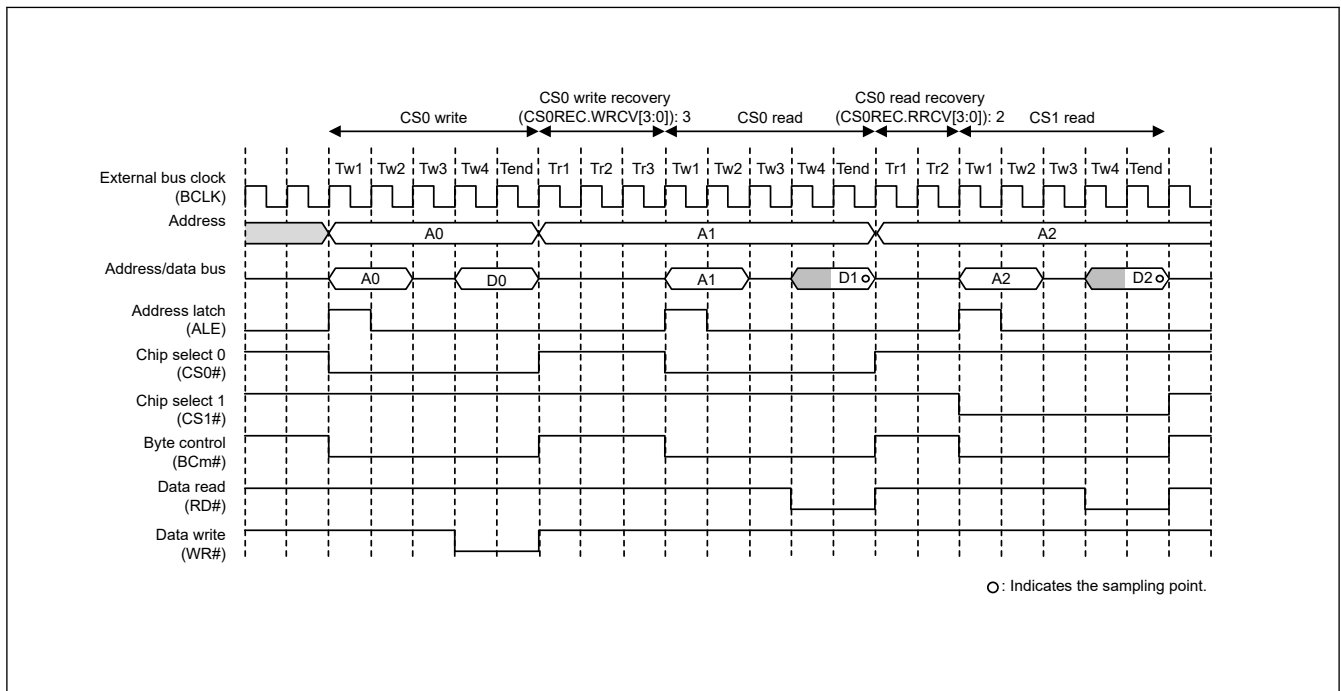 CS0 write
CS0 write recovery
(CS0REC.WRCV[3:0]): 3
CS0 read
CS0 read recovery
(CS0REC.RRCV[3:0]): 2
CS1 read
Tw1 Tw2 Tw3 Tw4 Tend Tr1 Tr2 Tr3 Tw1 Tw2 Tw3 Tw4 Tend Tr1 Tr2 Tw1 Tw2 Tw3 Tw4 Tend
External bus clock
(BCLK)
Address
A0 A1 A2
Address/data bus
A0 D0 A1 D1 A2 D2
Address latch
(ALE)
Chip select 0
(CS0#)
Chip select 1
(CS1#)
Byte control
(BCm#)
Data read
(RD#)
Data write
(WR#)
: Indicates the sampling point.